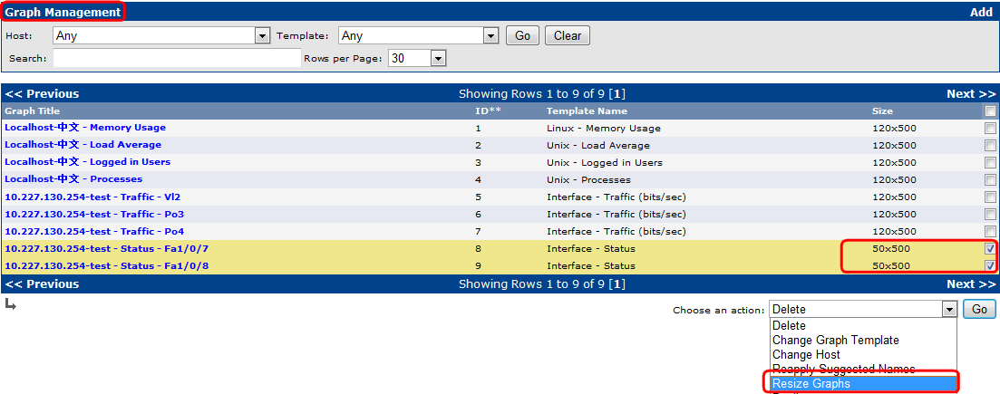 Graph Management Add
Host: Any Template: Any Go Clear
Search: Rows per Page: 30
<< Previous Showing Rows 1 to 9 of 9 [1] Next >>
Graph Title ID** Template Name Size
Localhost-中文 - Memory Usage 1 Linux - Memory Usage 120x500
Localhost-中文 - Load Average 2 Unix - Load Average 120x500
Localhost-中文 - Logged in Users 3 Unix - Logged in Users 120x500
Localhost-中文 - Processes 4 Unix - Processes 120x500
10.227.130.254-test - Traffic - Vl2 5 Interface - Traffic (bits/sec) 120x500
10.227.130.254-test - Traffic - Po3 6 Interface - Traffic (bits/sec) 120x500
10.227.130.254-test - Traffic - Po4 7 Interface - Traffic (bits/sec) 120x500
10.227.130.254-test - Status - Fa1/0/7 8 Interface - Status 50x500
10.227.130.254-test - Status - Fa1/0/8 9 Interface - Status 50x500
<< Previous Showing Rows 1 to 9 of 9 [1] Next >>
Choose an action: Delete Go
Delete
Change Graph Template
Change Host
Reapply Suggested Names
Resize Graphs